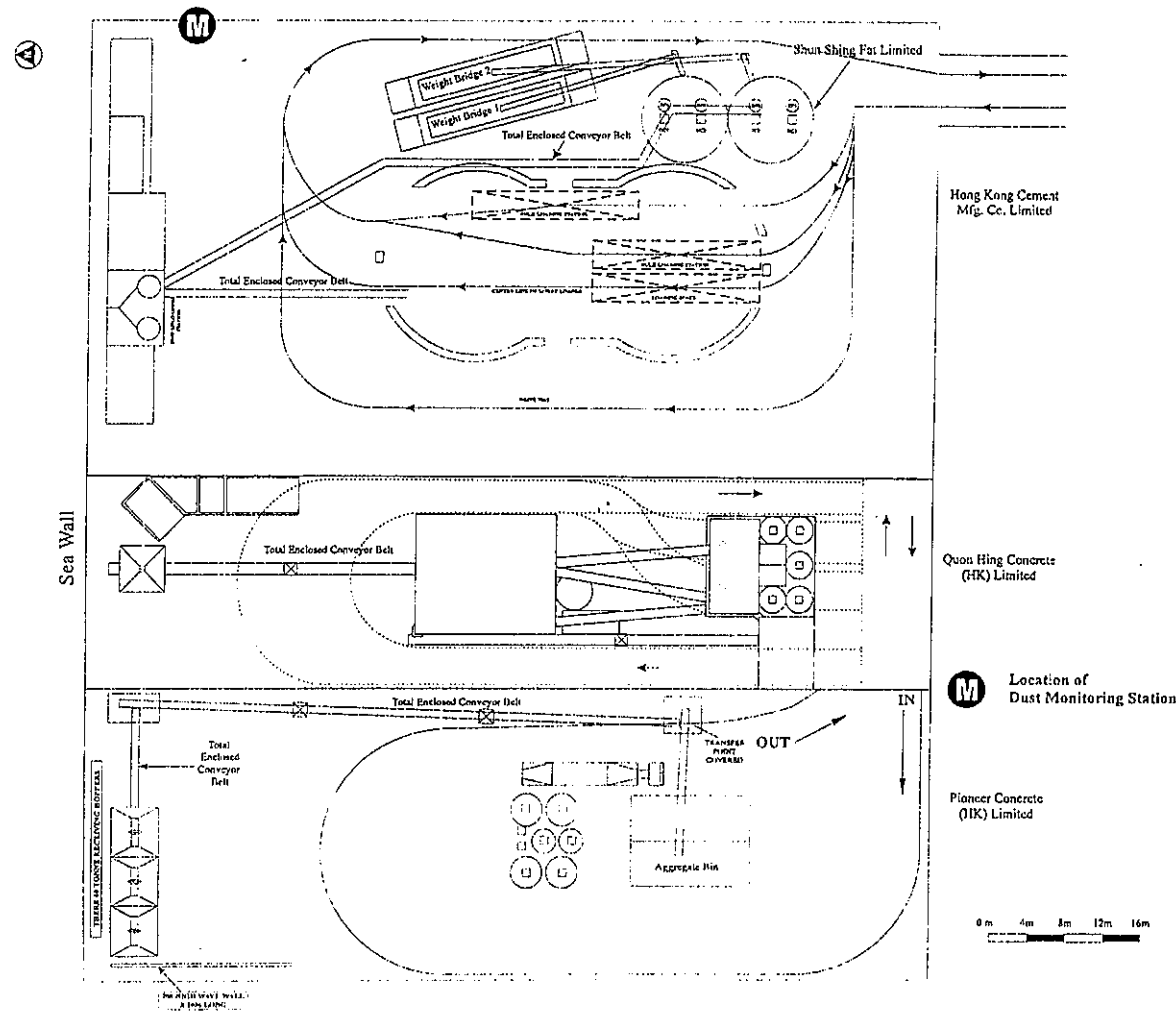 M
Shun Shing Fat Limited
Weight Bridge 2
Weight Bridge 1
Total Enclosed Conveyor Belt
Hong Kong Cement
Mfg. Co. Limited
Total Enclosed Conveyor Belt
Sea Wall
Total Enclosed Conveyor Belt
Quon Hing Concrete
(HK) Limited
M
Location of
Dust Monitoring Station
Total Enclosed Conveyor Belt
IN
OUT
TRANSFER
POINT
COVERED
Total
Enclosed
Conveyor
Belt
Pioneer Concrete
(HK) Limited
Aggregate Bin
0 m 4m 8m 12m 16m